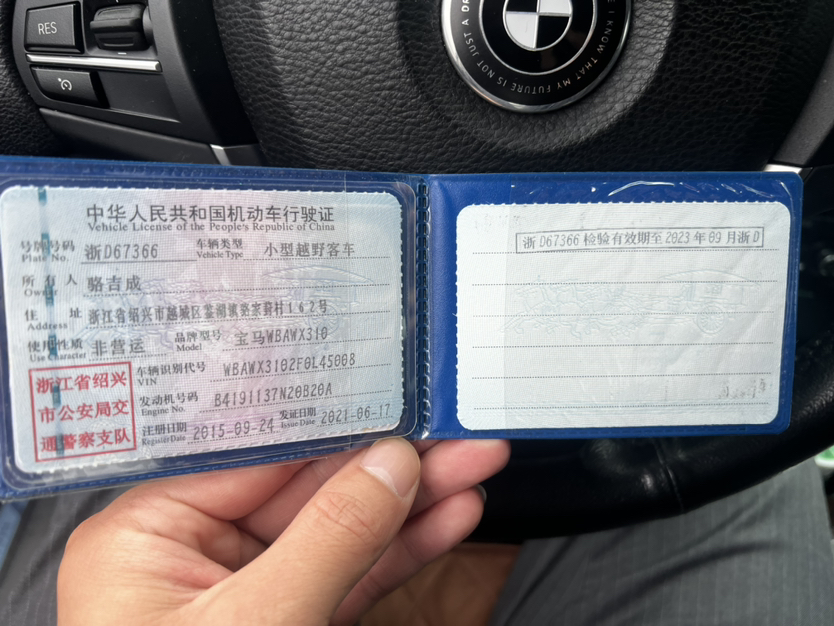 RES
I KNOW THAT MY FUTURE IS NOT JUST A D
中华人民共和国机动车行驶证
Vehicle License of the People's Republic of China
号牌号码 浙D67366 车辆类型 小型越野客车
Plate No. Vehicle Type
所有人 骆吉成
Owner
住址 浙江省绍兴市越城区 村162号
Address
使用性质 非营运 品牌型号 宝马WBAWX310
Use Character Model
浙江省绍兴
市公安局交
通警察支队
车辆识别代号 WBAWX3102F0L45008
VIN
发动机号码 B4191137N20B20A
Engine No.
注册日期 2015-09-24 发证日期 2021-06-17
Register Date Issue Date
浙D67366 检验有效期至2023年09月浙D